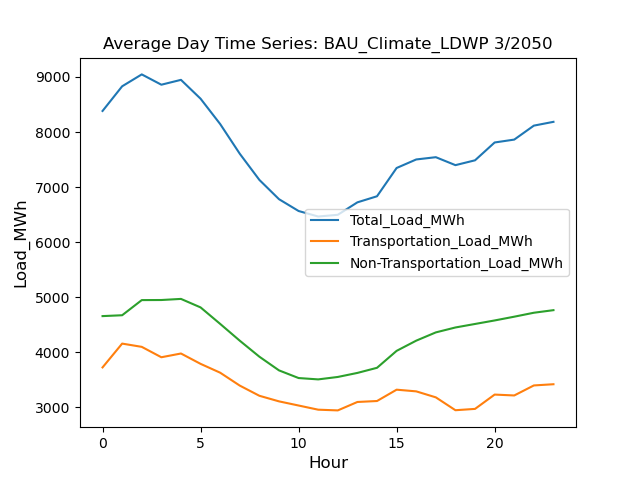 Average Day Time Series: BAU_Climate_LDWP 3/2050
9000
8000
7000
6000
5000
4000
3000
Load_MWh
Total_Load_MWh
Transportation_Load_MWh
Non-Transportation_Load_MWh
0 5 10 15 20
Hour